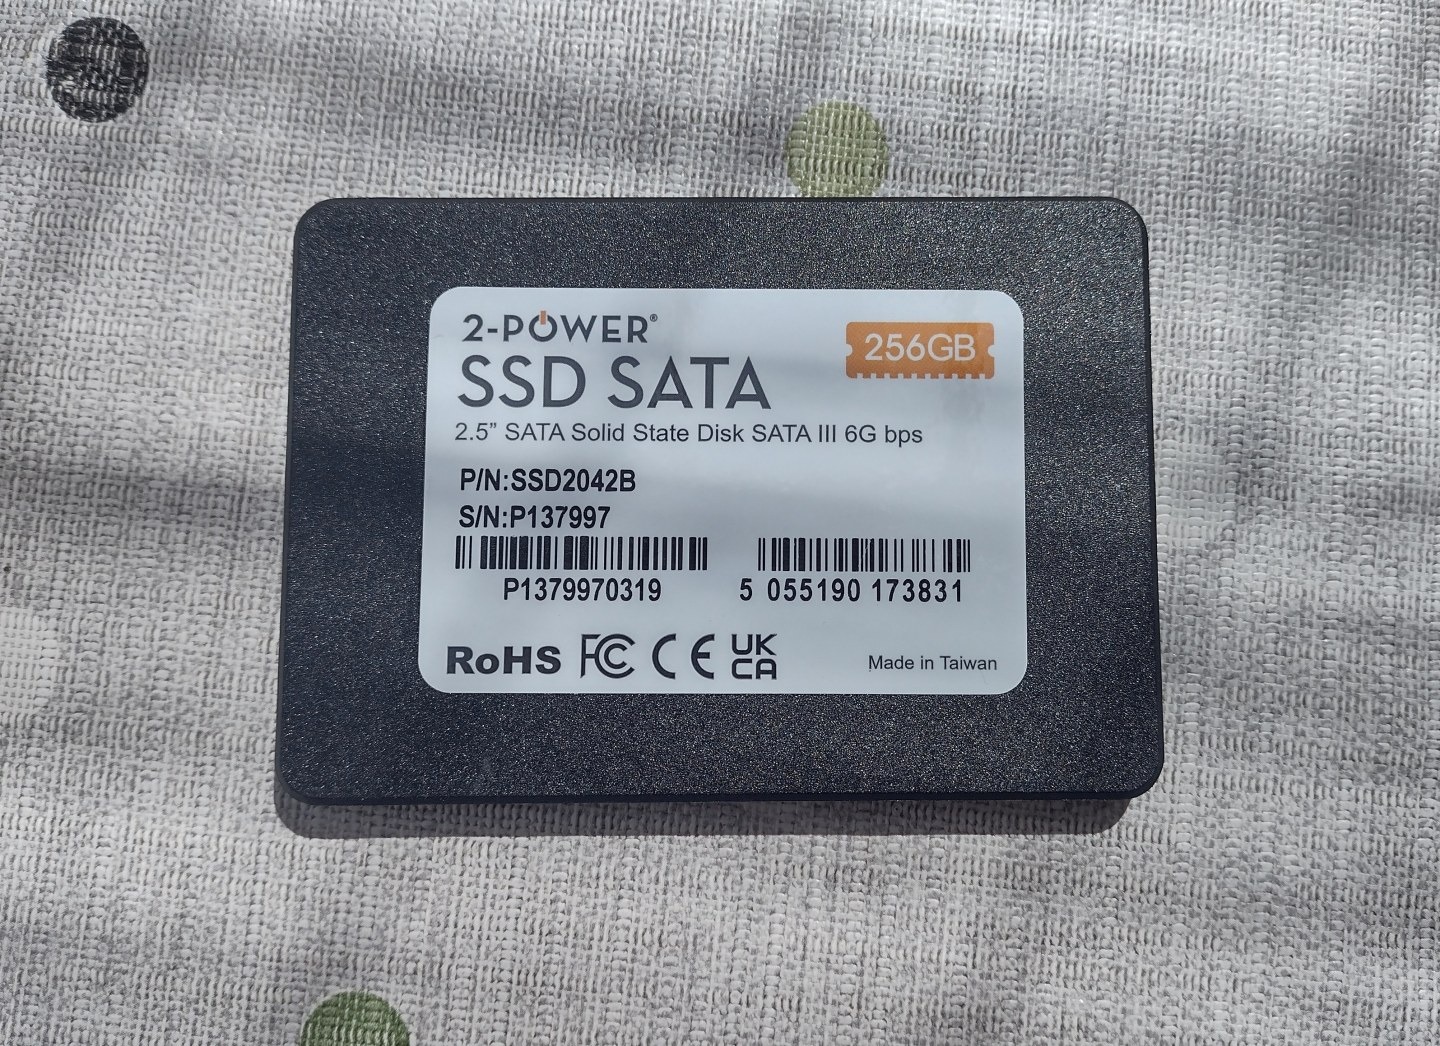 2-POWER®
256GB
SSD SATA
2.5” SATA Solid State Disk SATA III 6G bps
P/N:SSD2042B
S/N:P137997
P1379970319
5 055190 173831
RoHS FC CE UK CA
Made in Taiwan